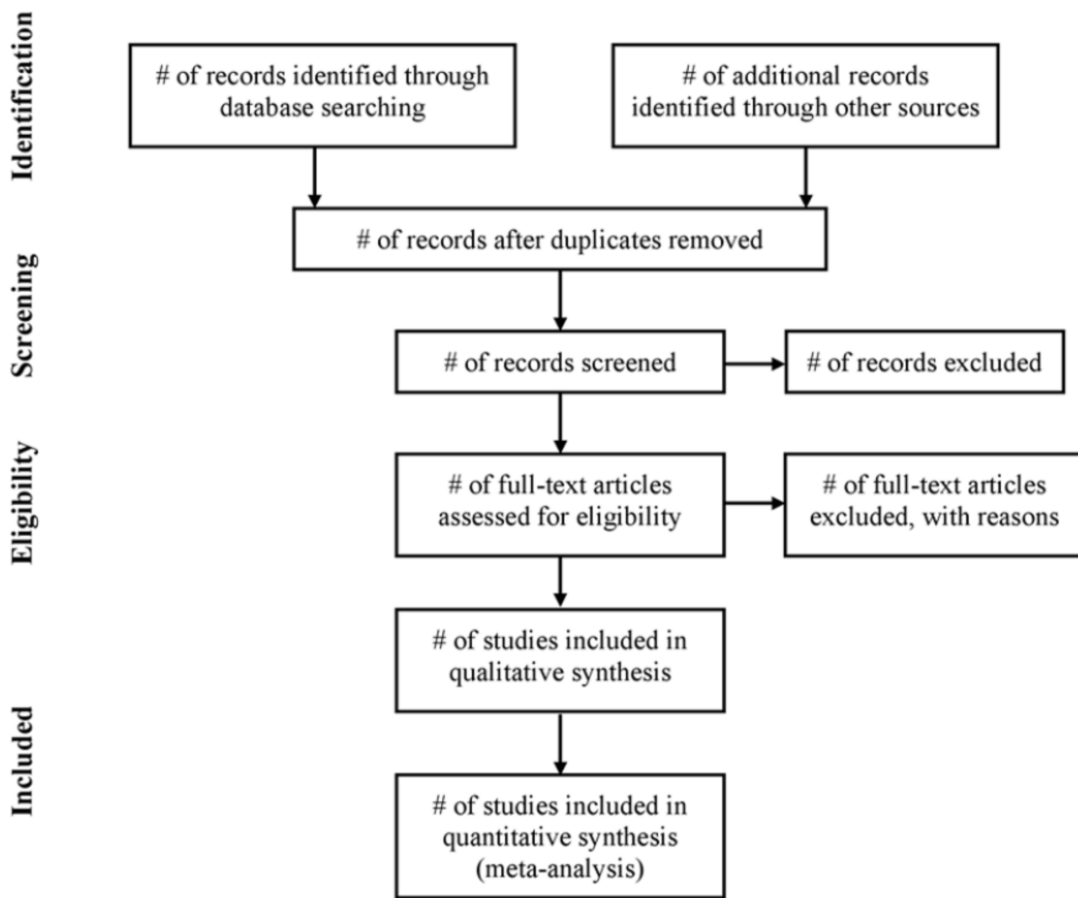 Identification
# of records identified through
database searching
# of additional records
identified through other sources
# of records after duplicates removed
Screening
# of records screened
# of records excluded
Eligibility
# of full-text articles
assessed for eligibility
# of full-text articles
excluded, with reasons
Included
# of studies included in
qualitative synthesis
# of studies included in
quantitative synthesis
(meta-analysis)